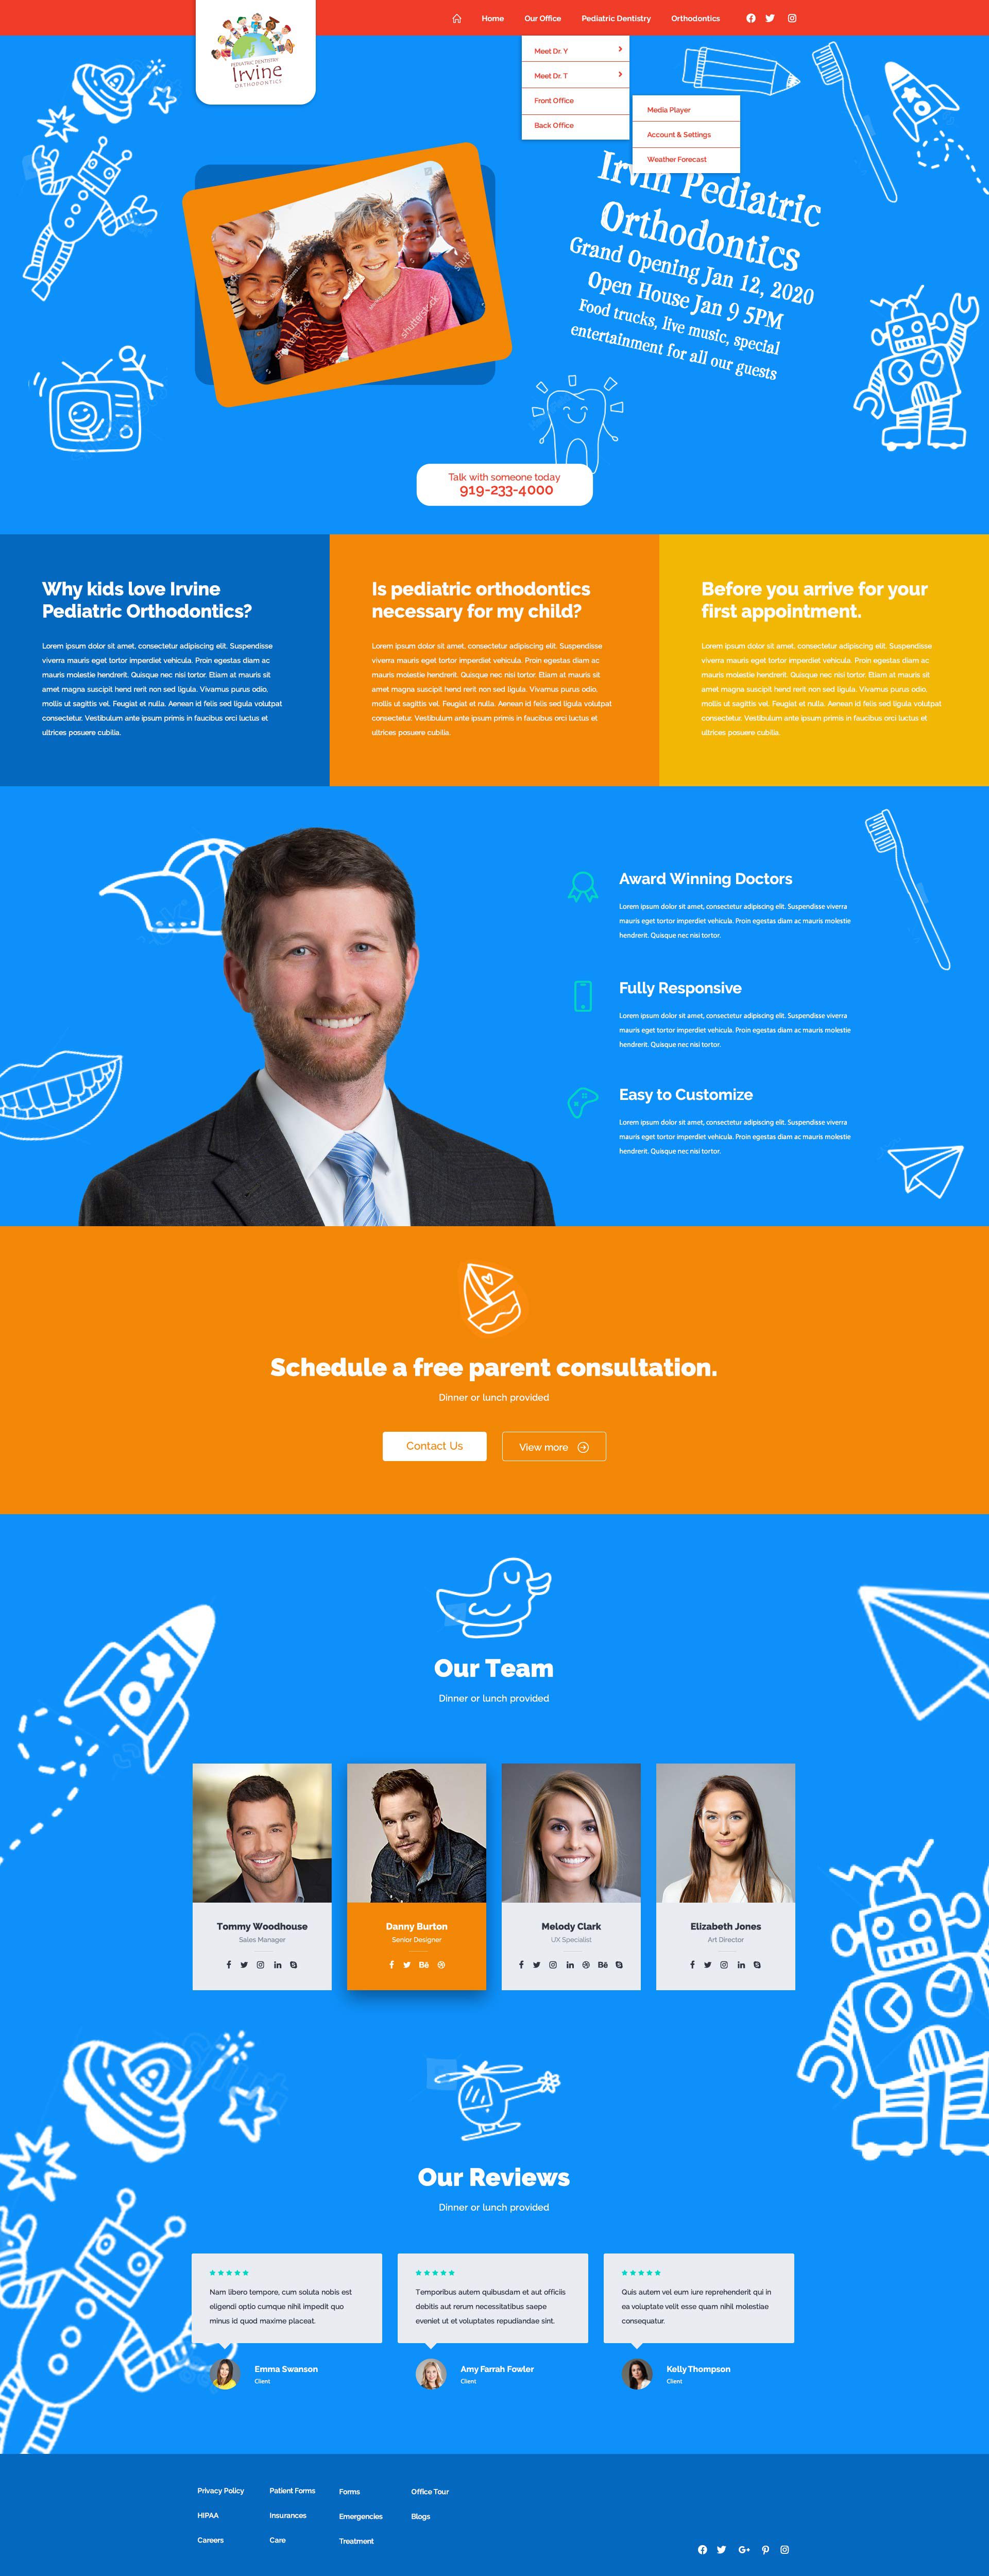 PEDIATRIC DENTISTRY
Irvine
ORTHODONTICS
Home
Our Office
Pediatric Dentistry
Orthodontics
Meet Dr. Y
Meet Dr. T
Front Office
Back Office
Media Player
Account & Settings
Weather Forecast
Irvin Pediatric
Orthodontics
Grand Opening Jan 12, 2020
Open House Jan 9 5PM
Food trucks, live music, special
entertainment for all our guests
shutterstock
shutterstock
Talk with someone today
919-233-4000
Why kids love Irvine
Pediatric Orthodontics?
Lorem ipsum dolor sit amet, consectetur adipiscing elit. Suspendisse
viverra mauris eget tortor imperdiet vehicula. Proin egestas diam ac
mauris molestie hendrerit. Quisque nec nisi tortor. Etiam at mauris sit
amet magna suscipit hend rerit non sed ligula. Vivamus purus odio,
mollis ut sagittis vel. Feugiat et nulla. Aenean id felis sed ligula volutpat
consectetur. Vestibulum ante ipsum primis in faucibus orci luctus et
ultrices posuere cubilia.
Is pediatric orthodontics
necessary for my child?
Lorem ipsum dolor sit amet, consectetur adipiscing elit. Suspendisse
viverra mauris eget tortor imperdiet vehicula. Proin egestas diam ac
mauris molestie hendrerit. Quisque nec nisi tortor. Etiam at mauris sit
amet magna suscipit hend rerit non sed ligula. Vivamus purus odio,
mollis ut sagittis vel. Feugiat et nulla. Aenean id felis sed ligula volutpat
consectetur. Vestibulum ante ipsum primis in faucibus orci luctus et
ultrices posuere cubilia.
Before you arrive for your
first appointment.
Lorem ipsum dolor sit amet, consectetur adipiscing elit. Suspendisse
viverra mauris eget tortor imperdiet vehicula. Proin egestas diam ac
mauris molestie hendrerit. Quisque nec nisi tortor. Etiam at mauris sit
amet magna suscipit hend rerit non sed ligula. Vivamus purus odio,
mollis ut sagittis vel. Feugiat et nulla. Aenean id felis sed ligula volutpat
consectetur. Vestibulum ante ipsum primis in faucibus orci luctus et
ultrices posuere cubilia.
Award Winning Doctors
Lorem ipsum dolor sit amet, consectetur adipiscing elit. Suspendisse viverra
mauris eget tortor imperdiet vehicula. Proin egestas diam ac mauris molestie
hendrerit. Quisque nec nisi tortor.
Fully Responsive
Lorem ipsum dolor sit amet, consectetur adipiscing elit. Suspendisse viverra
mauris eget tortor imperdiet vehicula. Proin egestas diam ac mauris molestie
hendrerit. Quisque nec nisi tortor.
Easy to Customize
Lorem ipsum dolor sit amet, consectetur adipiscing elit. Suspendisse viverra
mauris eget tortor imperdiet vehicula. Proin egestas diam ac mauris molestie
hendrerit. Quisque nec nisi tortor.
Schedule a free parent consultation.
Dinner or lunch provided
Contact Us
View more
Our Team
Dinner or lunch provided
Tommy Woodhouse
Sales Manager
Danny Burton
Senior Designer
Melody Clark
UX Specialist
Elizabeth Jones
Art Director
Our Reviews
Dinner or lunch provided
Nam libero tempore, cum soluta nobis est
eligendi optio cumque nihil impedit quo
minus id quod maxime placeat.
Emma Swanson
Client
Temporibus autem quibusdam et aut officiis
debitis aut rerum necessitatibus saepe
eveniet ut et voluptates repudiandae sint.
Amy Farrah Fowler
Client
Quis autem vel eum iure reprehenderit qui in
ea voluptate velit esse quam nihil molestiae
consequatur.
Kelly Thompson
Client
Privacy Policy
Patient Forms
Forms
Office Tour
HIPAA
Insurances
Emergencies
Blogs
Careers
Care
Treatment